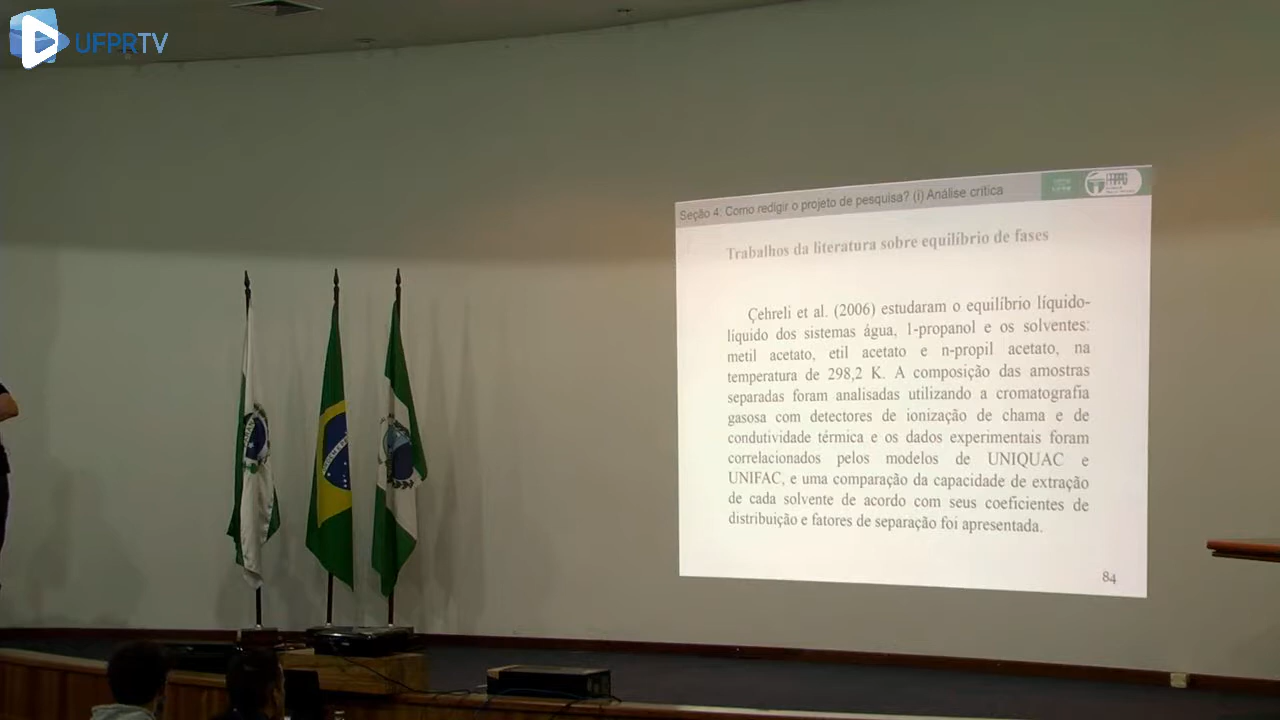 UFPRTV
Seção 4: Como redigir o projeto de pesquisa? (i) Análise crítica
Trabalhos da literatura sobre equilíbrio de fases
Çehreli et al. (2006) estudaram o equilíbrio líquido-
líquido dos sistemas água, 1-propanol e os solventes:
metil acetato, etil acetato e n-propil acetato, na
temperatura de 298,2 K. A composição das amostras
separadas foram analisadas utilizando a cromatografia
gasosa com detectores de ionização de chama e de
condutividade térmica e os dados experimentais foram
correlacionados pelos modelos de UNIQUAC e
UNIFAC, e uma comparação da capacidade de extração
de cada solvente de acordo com seus coeficientes de
distribuição e fatores de separação foi apresentada.
84